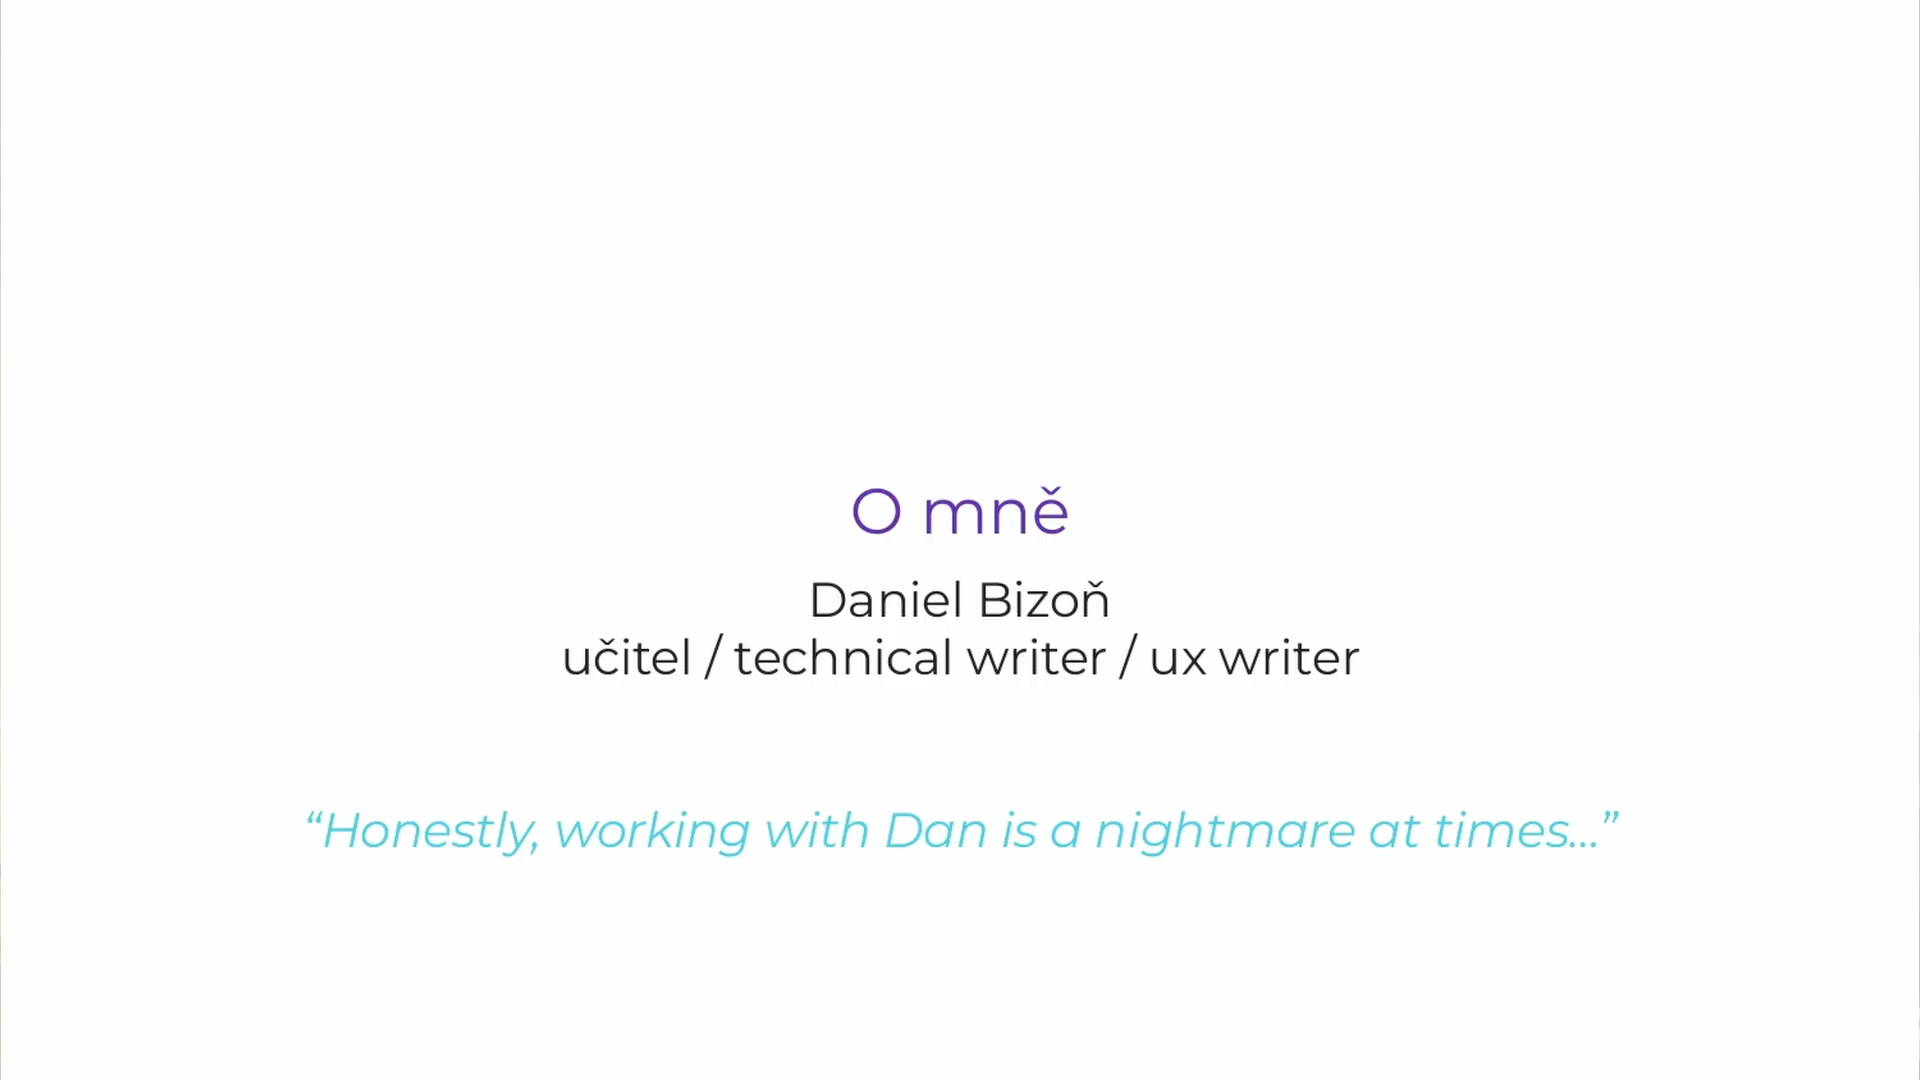 O mně
Daniel Bizoň
učitel / technical writer / ux writer
“Honestly, working with Dan is a nightmare at times...”